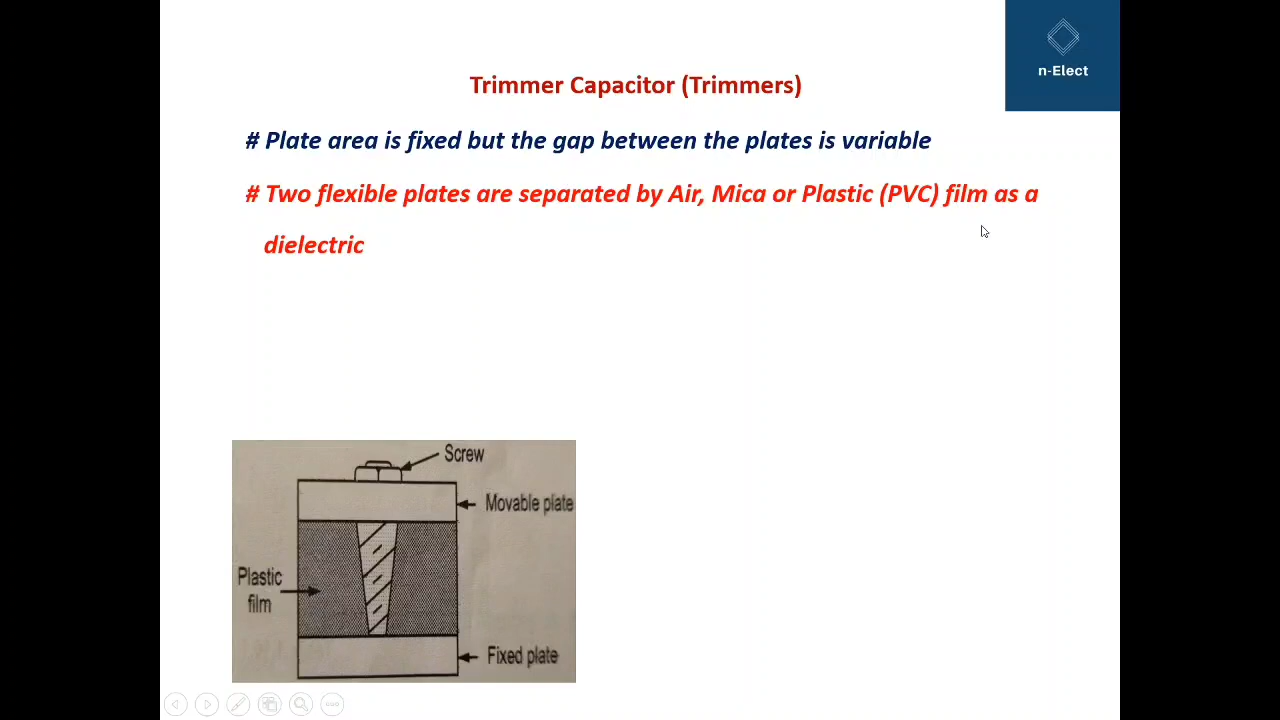 n-Elect
Trimmer Capacitor (Trimmers)
# Plate area is fixed but the gap between the plates is variable
# Two flexible plates are separated by Air, Mica or Plastic (PVC) film as a
dielectric
Screw
Movable plate
Plastic
film
Fixed plate